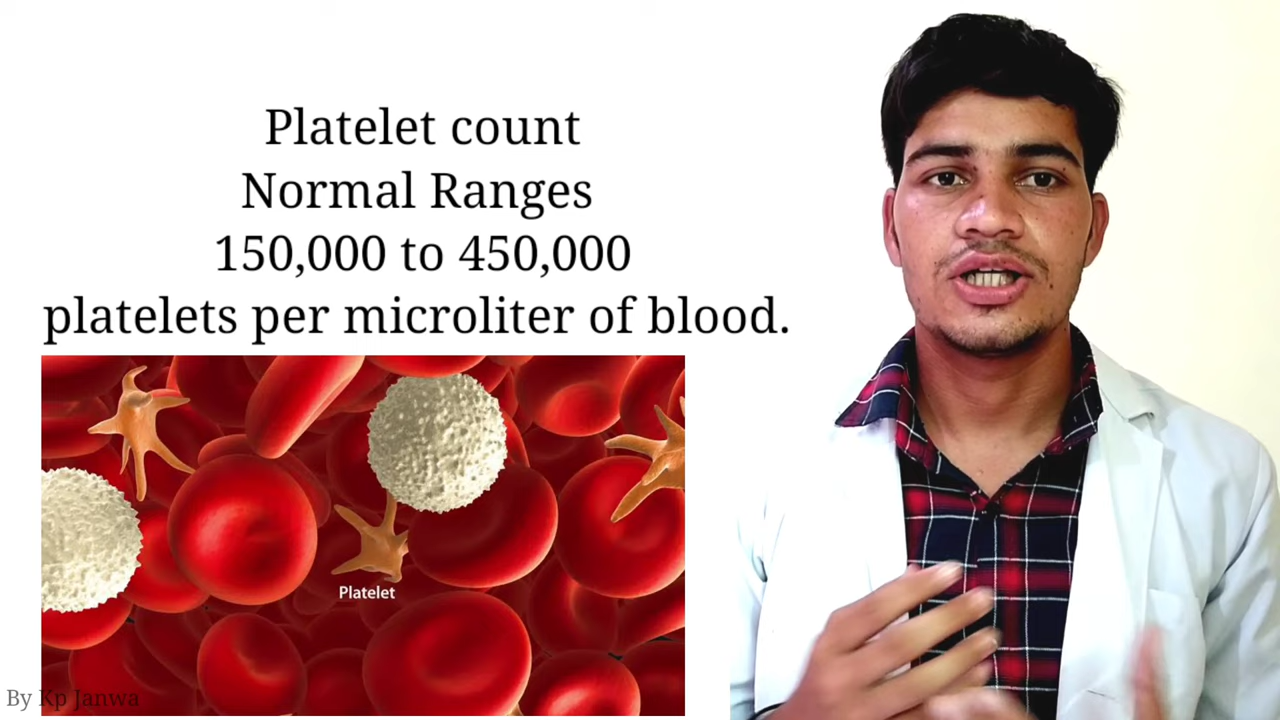 Platelet count
Normal Ranges
150,000 to 450,000
platelets per microliter of blood.
Platelet
By Kp Janwa